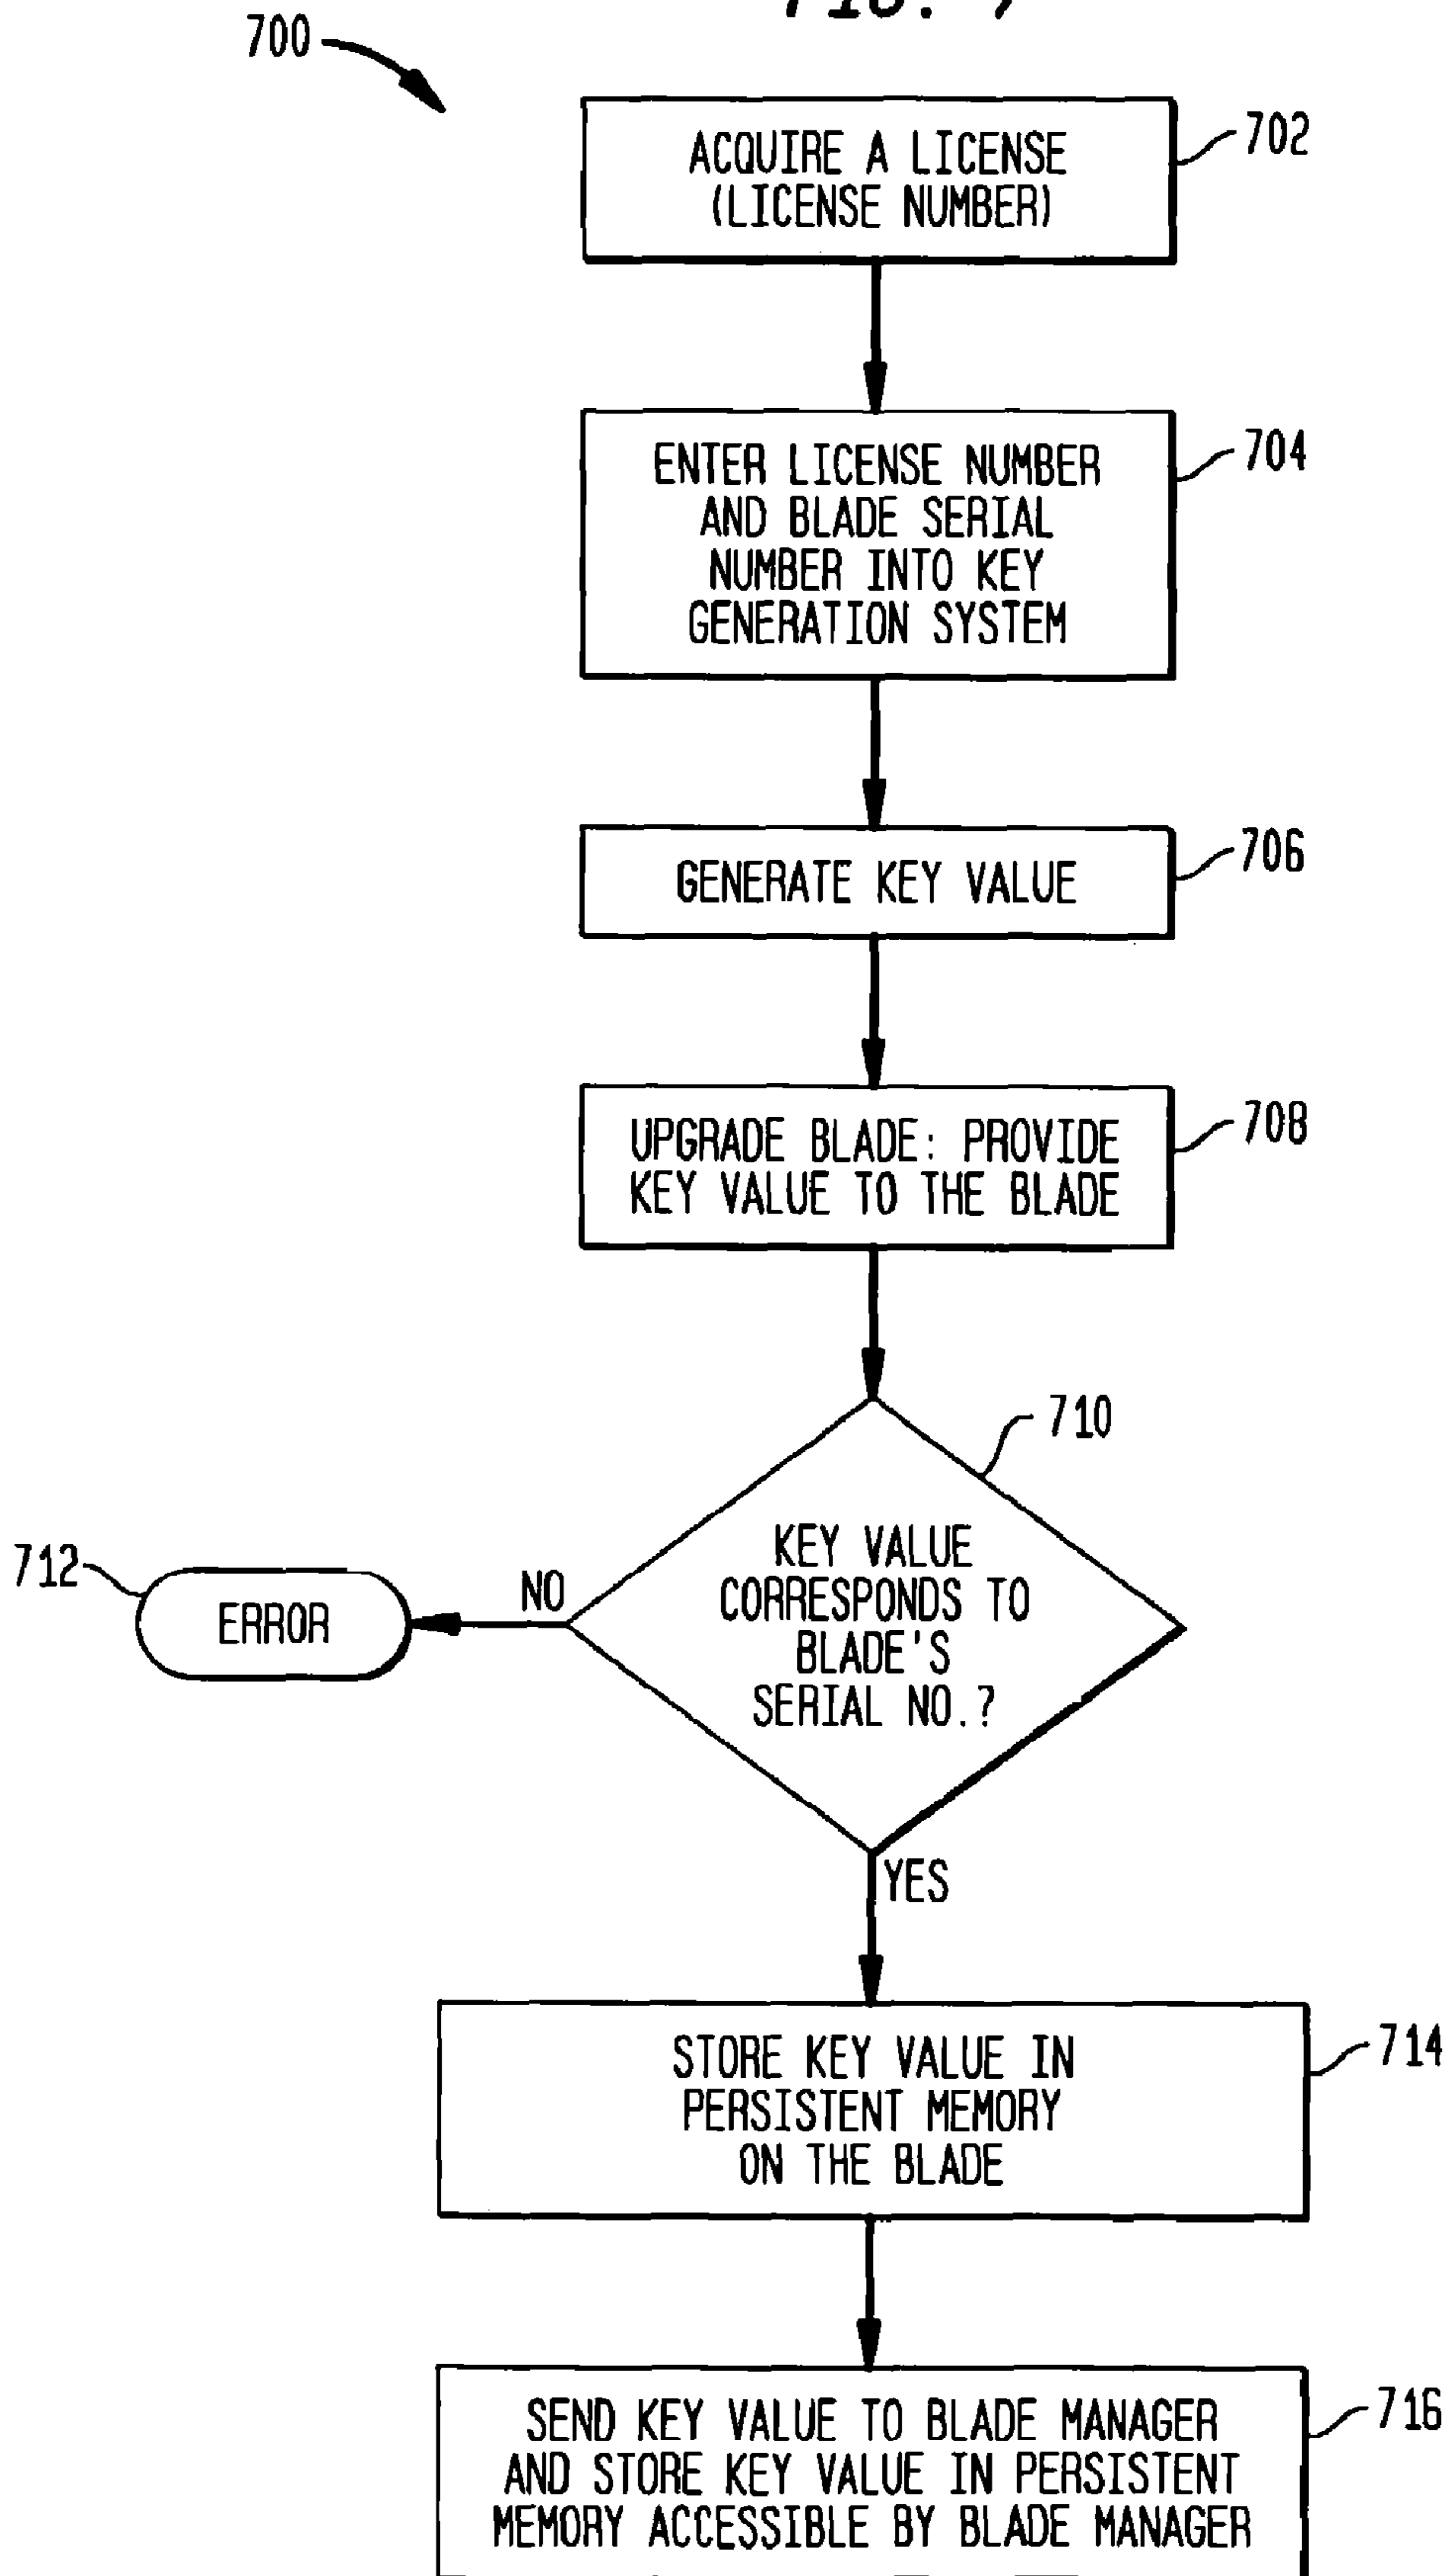 FIG. 7
700
ACQUIRE A LICENSE
(LICENSE NUMBER)
702
ENTER LICENSE NUMBER
AND BLADE SERIAL
NUMBER INTO KEY
GENERATION SYSTEM
704
GENERATE KEY VALUE
706
UPGRADE BLADE: PROVIDE
KEY VALUE TO THE BLADE
708
710
KEY VALUE
CORRESPONDS TO
BLADE'S
SERIAL NO.?
NO
712
ERROR
YES
STORE KEY VALUE IN
PERSISTENT MEMORY
ON THE BLADE
714
SEND KEY VALUE TO BLADE MANAGER
AND STORE KEY VALUE IN PERSISTENT
MEMORY ACCESSIBLE BY BLADE MANAGER
716